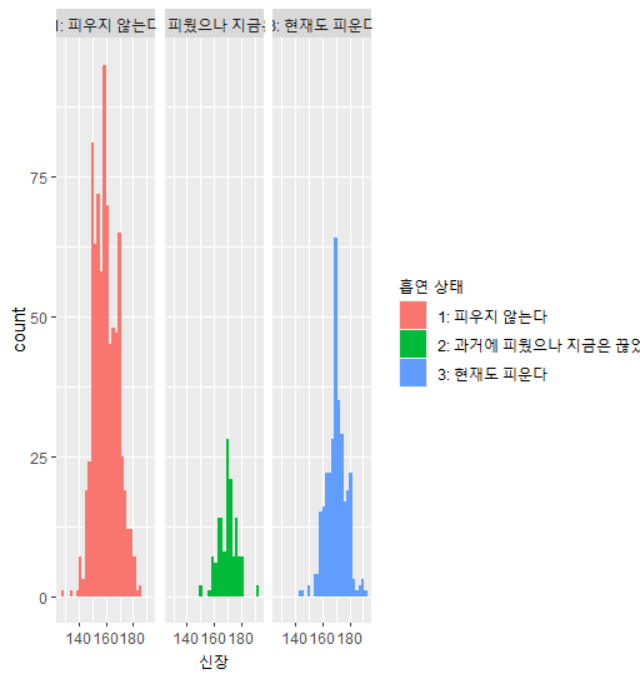 1: 피우지 않는다
피웠으나 지금은
3: 현재도 피운다
75
50
25
0
count
140 160 180
140 160 180
140 160 180
신장
흡연 상태
1: 피우지 않는다
2: 과거에 피웠으나 지금은 끊었
3: 현재도 피운다